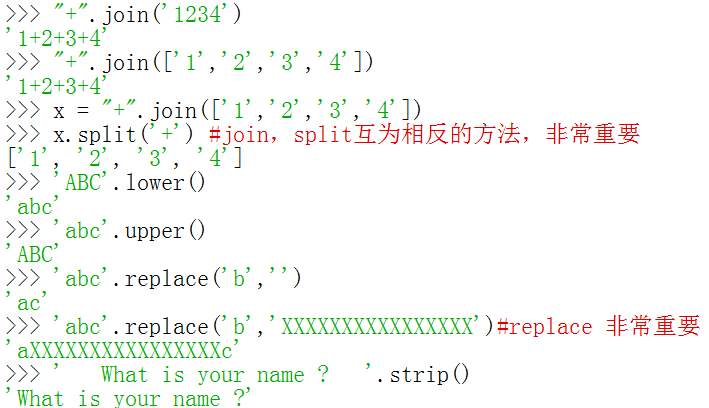 >>> "+".join('1234')
'1+2+3+4'
>>> "+".join(['1','2','3','4'])
'1+2+3+4'
>>> x = "+".join(['1','2','3','4'])
>>> x.split('+') #join，split互为相反的方法，非常重要
['1', '2', '3', '4']
>>> 'ABC'.lower()
'abc'
>>> 'abc'.upper()
'ABC'
>>> 'abc'.replace('b','')
'ac'
>>> 'abc'.replace('b','XXXXXXXXXXXXXXXX')#replace 非常重要
'aXXXXXXXXXXXXXXXXc'
>>> '   What is your name ?   '.strip()
'What is your name ?'